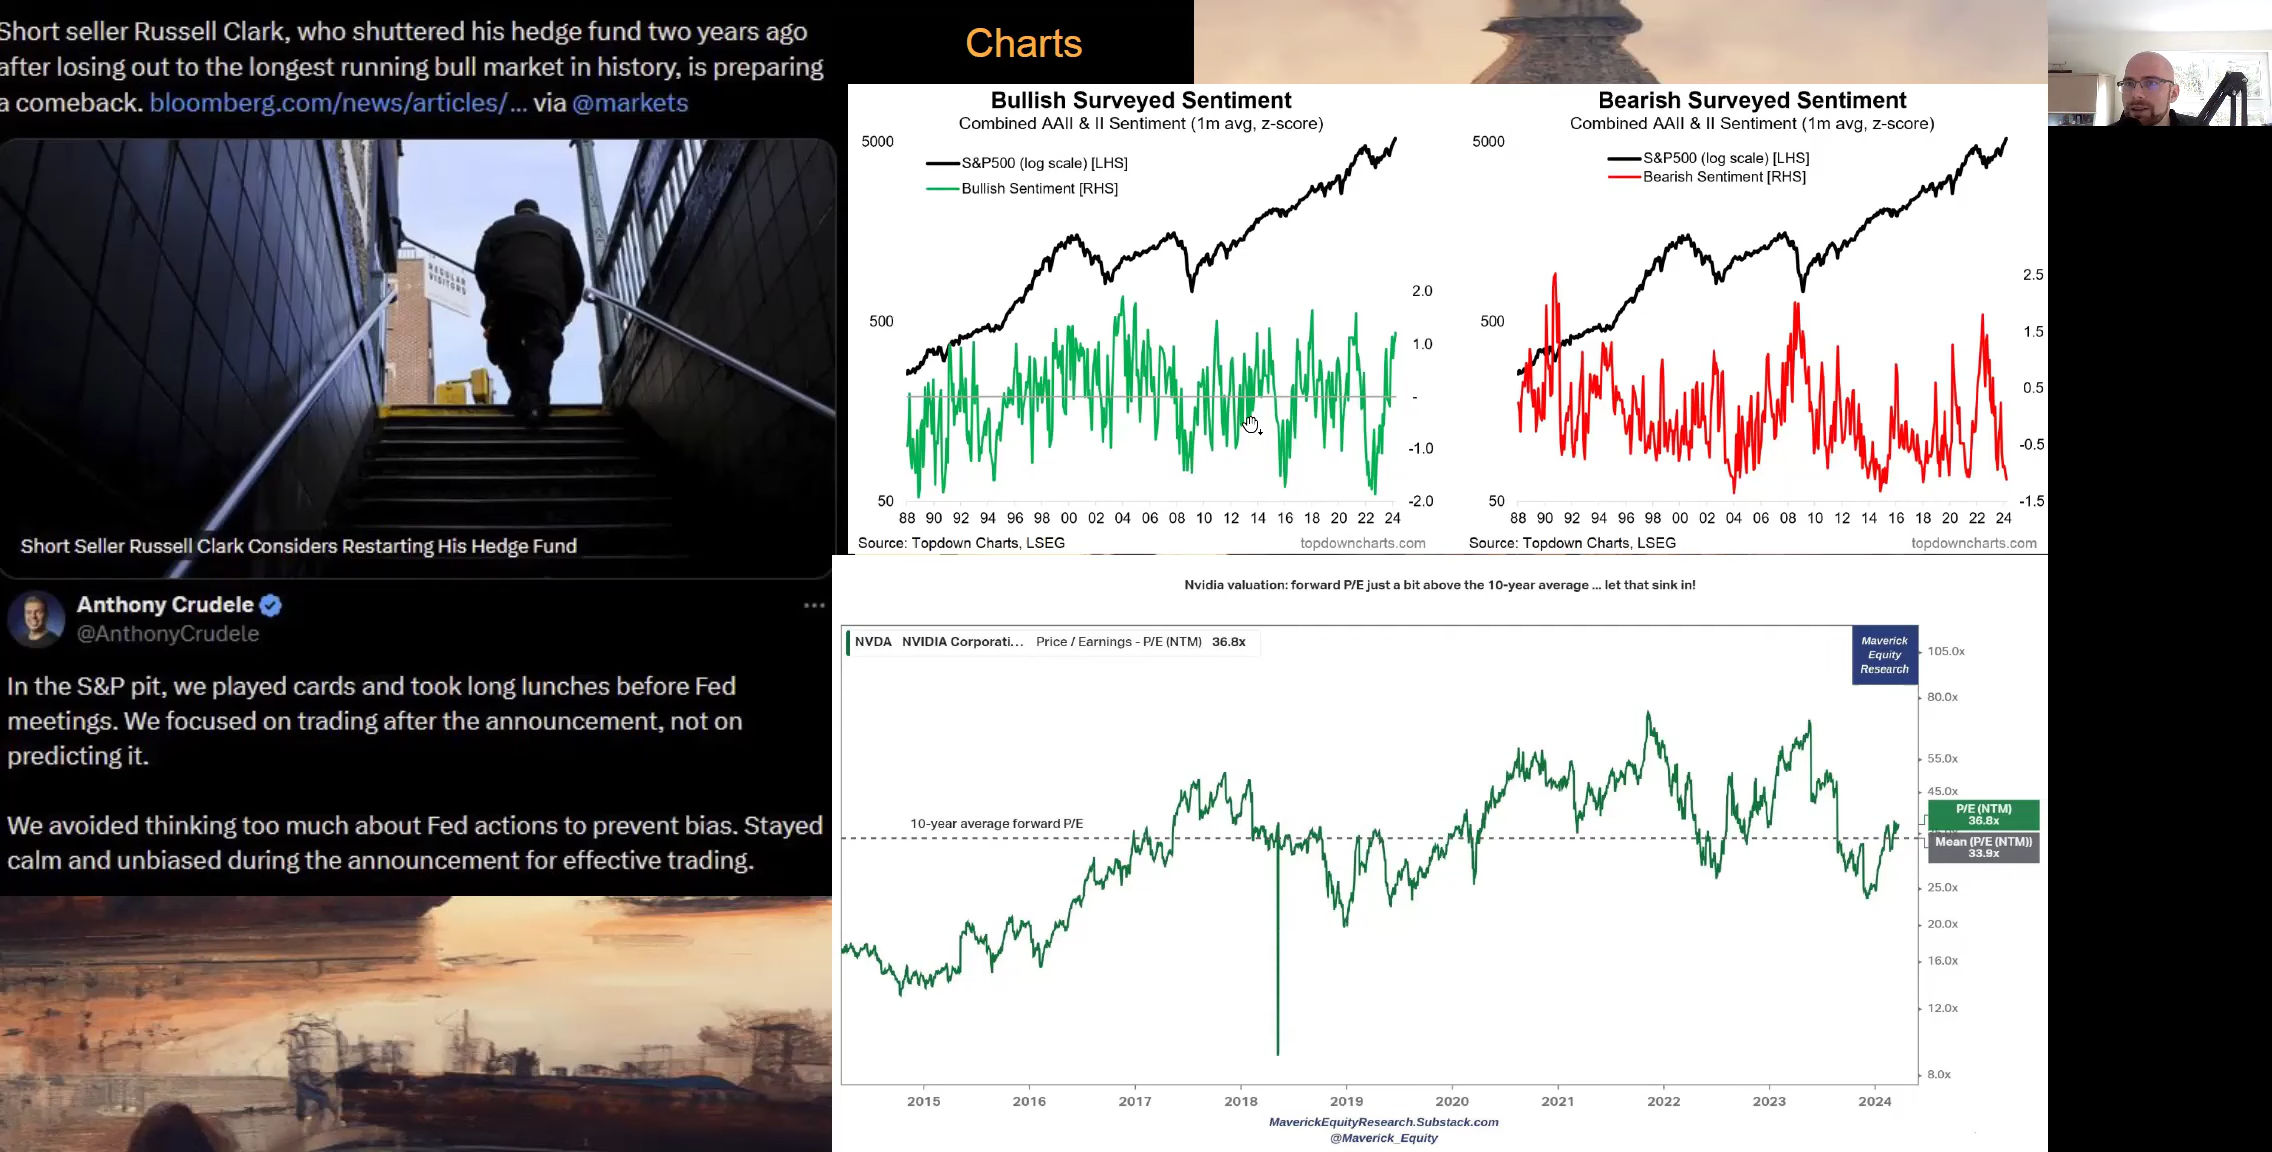 Short seller Russell Clark, who shuttered his hedge fund two years ago
after losing out to the longest running bull market in history, is preparing
a comeback. bloomberg.com/news/articles/... via @markets
REGULAR
VISITORS
Short Seller Russell Clark Considers Restarting His Hedge Fund
Anthony Crudele
@AnthonyCrudele
In the S&P pit, we played cards and took long lunches before Fed
meetings. We focused on trading after the announcement, not on
predicting it.
We avoided thinking too much about Fed actions to prevent bias. Stayed
calm and unbiased during the announcement for effective trading.
Charts
Bullish Surveyed Sentiment
Combined AAII & II Sentiment (1m avg, z-score)
5000
S&P500 (log scale) [LHS]
Bullish Sentiment [RHS]
2.0
500
1.0
-
-1.0
50
-2.0
88 90 92 94 96 98 00 02 04 06 08 10 12 14 16 18 20 22 24
Source: Topdown Charts, LSEG
topdowncharts.com
Bearish Surveyed Sentiment
Combined AAII & II Sentiment (1m avg, z-score)
5000
S&P500 (log scale) [LHS]
Bearish Sentiment [RHS]
2.5
500
1.5
0.5
-0.5
50
-1.5
88 90 92 94 96 98 00 02 04 06 08 10 12 14 16 18 20 22 24
Source: Topdown Charts, LSEG
topdowncharts.com
Nvidia valuation: forward P/E just a bit above the 10-year average ... let that sink in!
NVDA NVIDIA Corporati... Price / Earnings - P/E (NTM) 36.8x
Maverick
Equity
Research
105.0x
80.0x
55.0x
45.0x
P/E (NTM)
36.8x
10-year average forward P/E
Mean (P/E (NTM))
33.9x
25.0x
20.0x
16.0x
12.0x
8.0x
2015 2016 2017 2018 2019 2020 2021 2022 2023 2024
MaverickEquityResearch.Substack.com
@Maverick_Equity